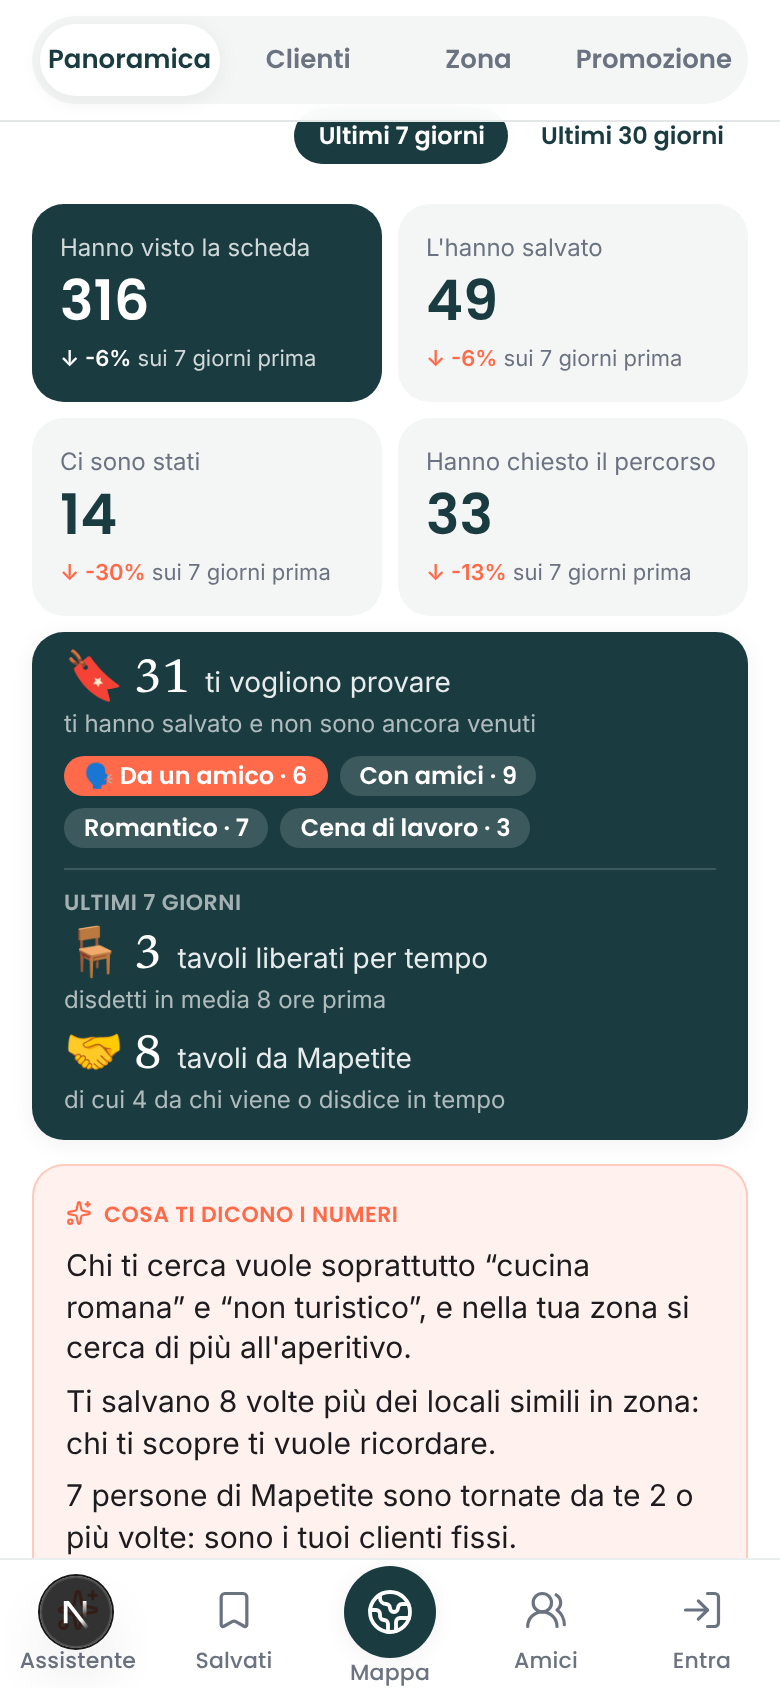 Panoramica Clienti Zona Promozione
Ultimi 7 giorni Ultimi 30 giorni
Hanno visto la scheda
316
↓ -6% sui 7 giorni prima
L'hanno salvato
49
↓ -6% sui 7 giorni prima
Ci sono stati
14
↓ -30% sui 7 giorni prima
Hanno chiesto il percorso
33
↓ -13% sui 7 giorni prima
31 ti vogliono provare
ti hanno salvato e non sono ancora venuti
Da un amico · 6 Con amici · 9
Romantico · 7 Cena di lavoro · 3
ULTIMI 7 GIORNI
3 tavoli liberati per tempo
disdetti in media 8 ore prima
8 tavoli da Mapetite
di cui 4 da chi viene o disdice in tempo
COSA TI DICONO I NUMERI
Chi ti cerca vuole soprattutto “cucina
romana” e “non turistico”, e nella tua zona si
cerca di più all'aperitivo.
Ti salvano 8 volte più dei locali simili in zona:
chi ti scopre ti vuole ricordare.
7 persone di Mapetite sono tornate da te 2 o
più volte: sono i tuoi clienti fissi.
N
Assistente Salvati Mappa Amici Entra